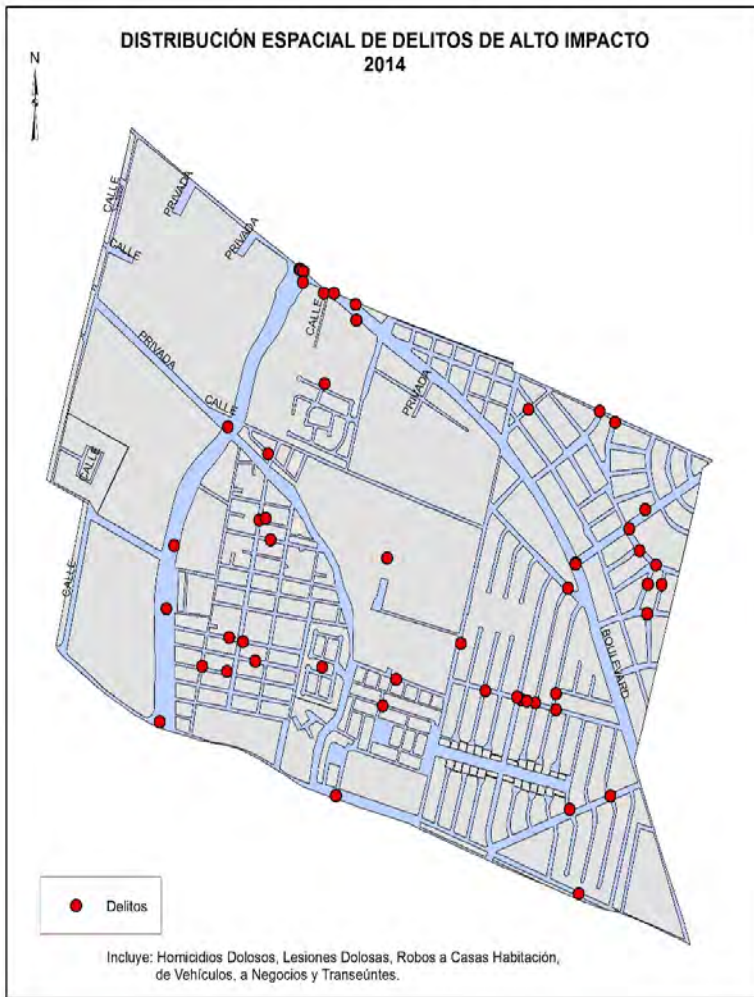 DISTRIBUCIÓN ESPACIAL DE DELITOS DE ALTO IMPACTO
2014
N
CALLE
PRIVADA
PRIVADA
CALLE
CALLE
PRIVADA
PRIVADA
CALLE
CALLE
CALLE
BOULEVARD
Delitos
Incluye: Homicidios Dolosos, Lesiones Dolosas, Robos a Casas Habitación,
de Vehículos, a Negocios y Transeúntes.